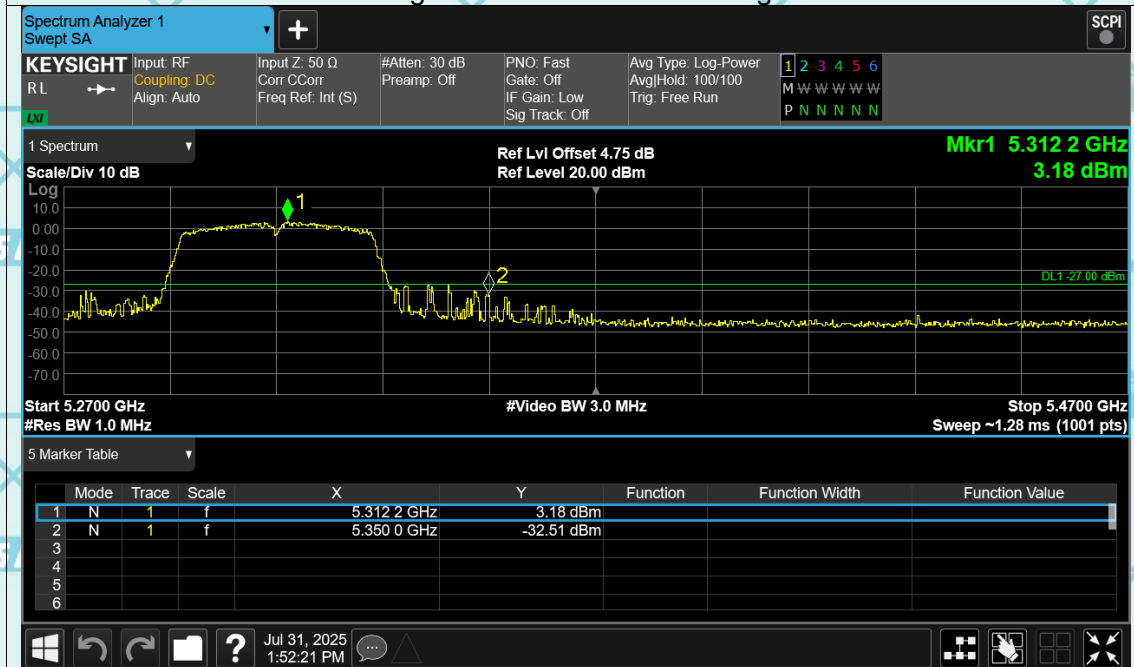 Spectrum Analyzer 1
Swept SA
+
SCPI
KEYSIGHT
RL
LXI
Input: RF
Coupling: DC
Align: Auto
Input Z: 50 Ω
Corr CCorr
Freq Ref: Int (S)
#Atten: 30 dB
Preamp: Off
PNO: Fast
Gate: Off
IF Gain: Low
Sig Track: Off
Avg Type: Log-Power
Avg|Hold: 100/100
Trig: Free Run
1 2 3 4 5 6
M W W W W W
P N N N N N
1 Spectrum
Scale/Div 10 dB
Ref Lvl Offset 4.75 dB
Ref Level 20.00 dBm
Mkr1 5.312 2 GHz
3.18 dBm
Log
10.0
0.00
-10.0
-20.0
-30.0
-40.0
-50.0
-60.0
-70.0
1
2
DL1 -27.00 dBm
Start 5.2700 GHz
#Res BW 1.0 MHz
#Video BW 3.0 MHz
Stop 5.4700 GHz
Sweep ~1.28 ms (1001 pts)
5 Marker Table
Mode Trace Scale X Y Function Function Width Function Value
1 N 1 f 5.312 2 GHz 3.18 dBm
2 N 1 f 5.350 0 GHz -32.51 dBm
3
4
5
6
?
Jul 31, 2025
1:52:21 PM